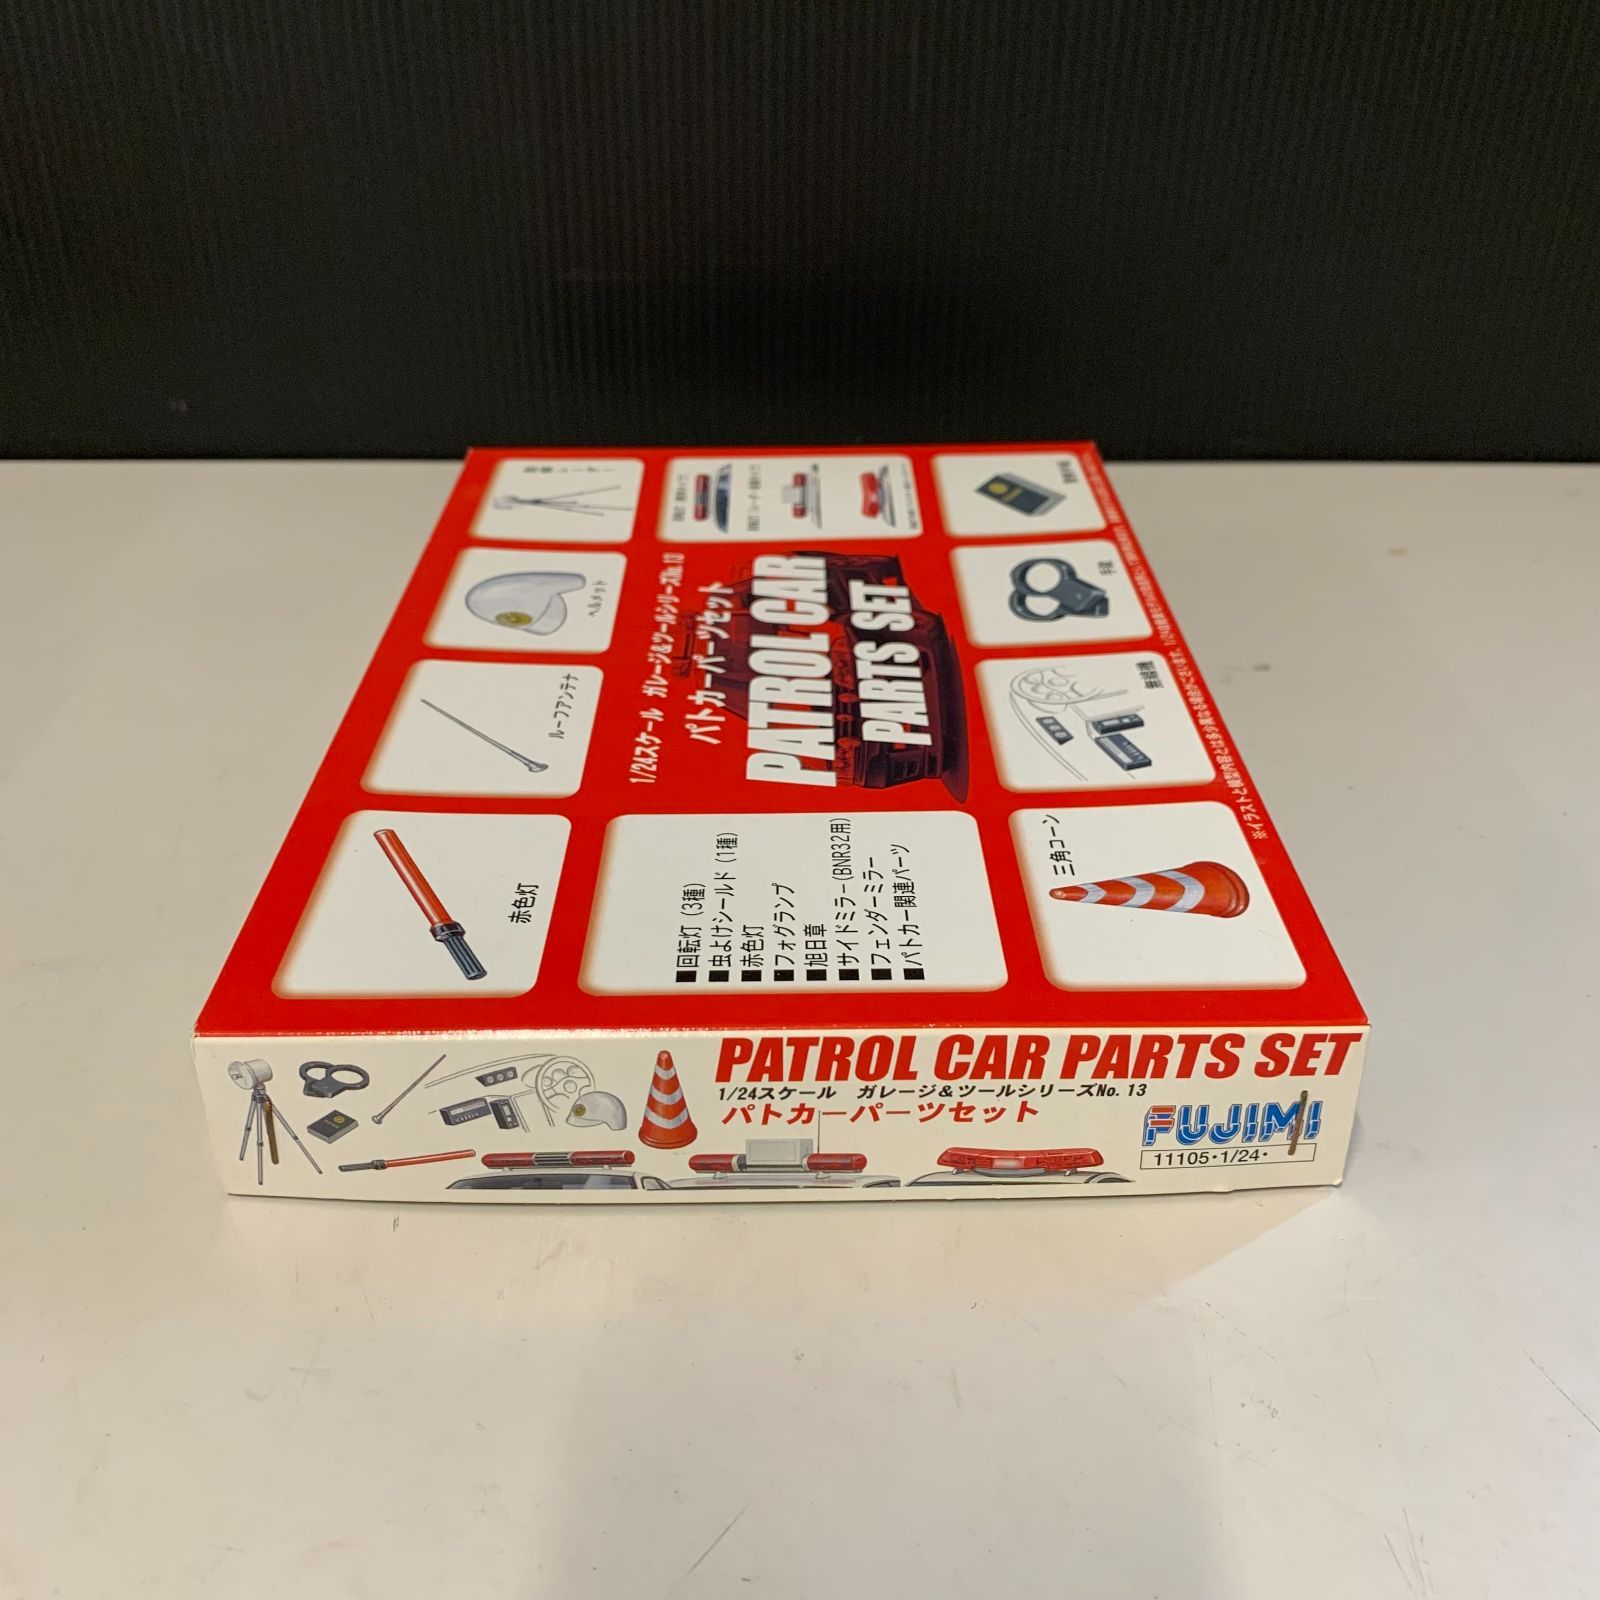 ヘルメット
ルーフアンテナ
赤色灯
1/24スケール ガレージ&ツールシリーズNo.13
パトカーパーツセット
PATROL CAR
PARTS SET
■回転灯(3種)
■虫よけシールド(1種)
■赤色灯
■フォグランプ
■旭日章
■サイドミラー(BNR32用)
■フェンダーミラー
■パトカー関連パーツ
手錠
無線機
三角コーン
PATROL CAR PARTS SET
1/24スケール ガレージ&ツールシリーズNo. 13
パトカーパーツセット
FUJIMI
11105・1/24・